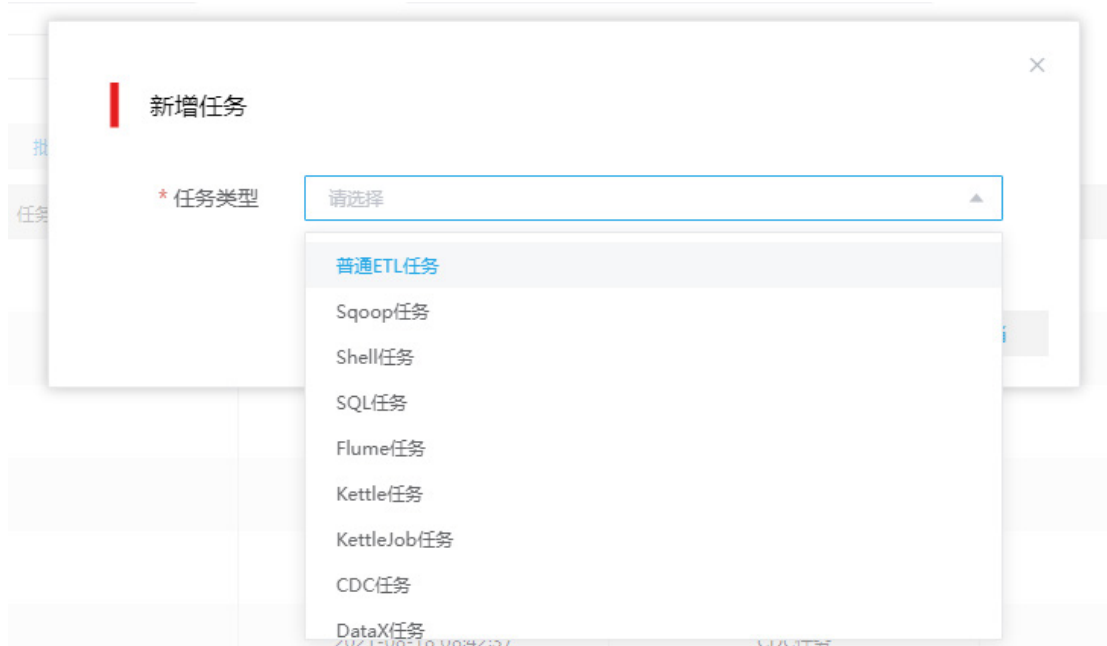 新增任务
批
* 任务类型
请选择
任务
普通ETL任务
Sqoop任务
Shell任务
SQL任务
Flume任务
Kettle任务
KettleJob任务
CDC任务
DataX任务